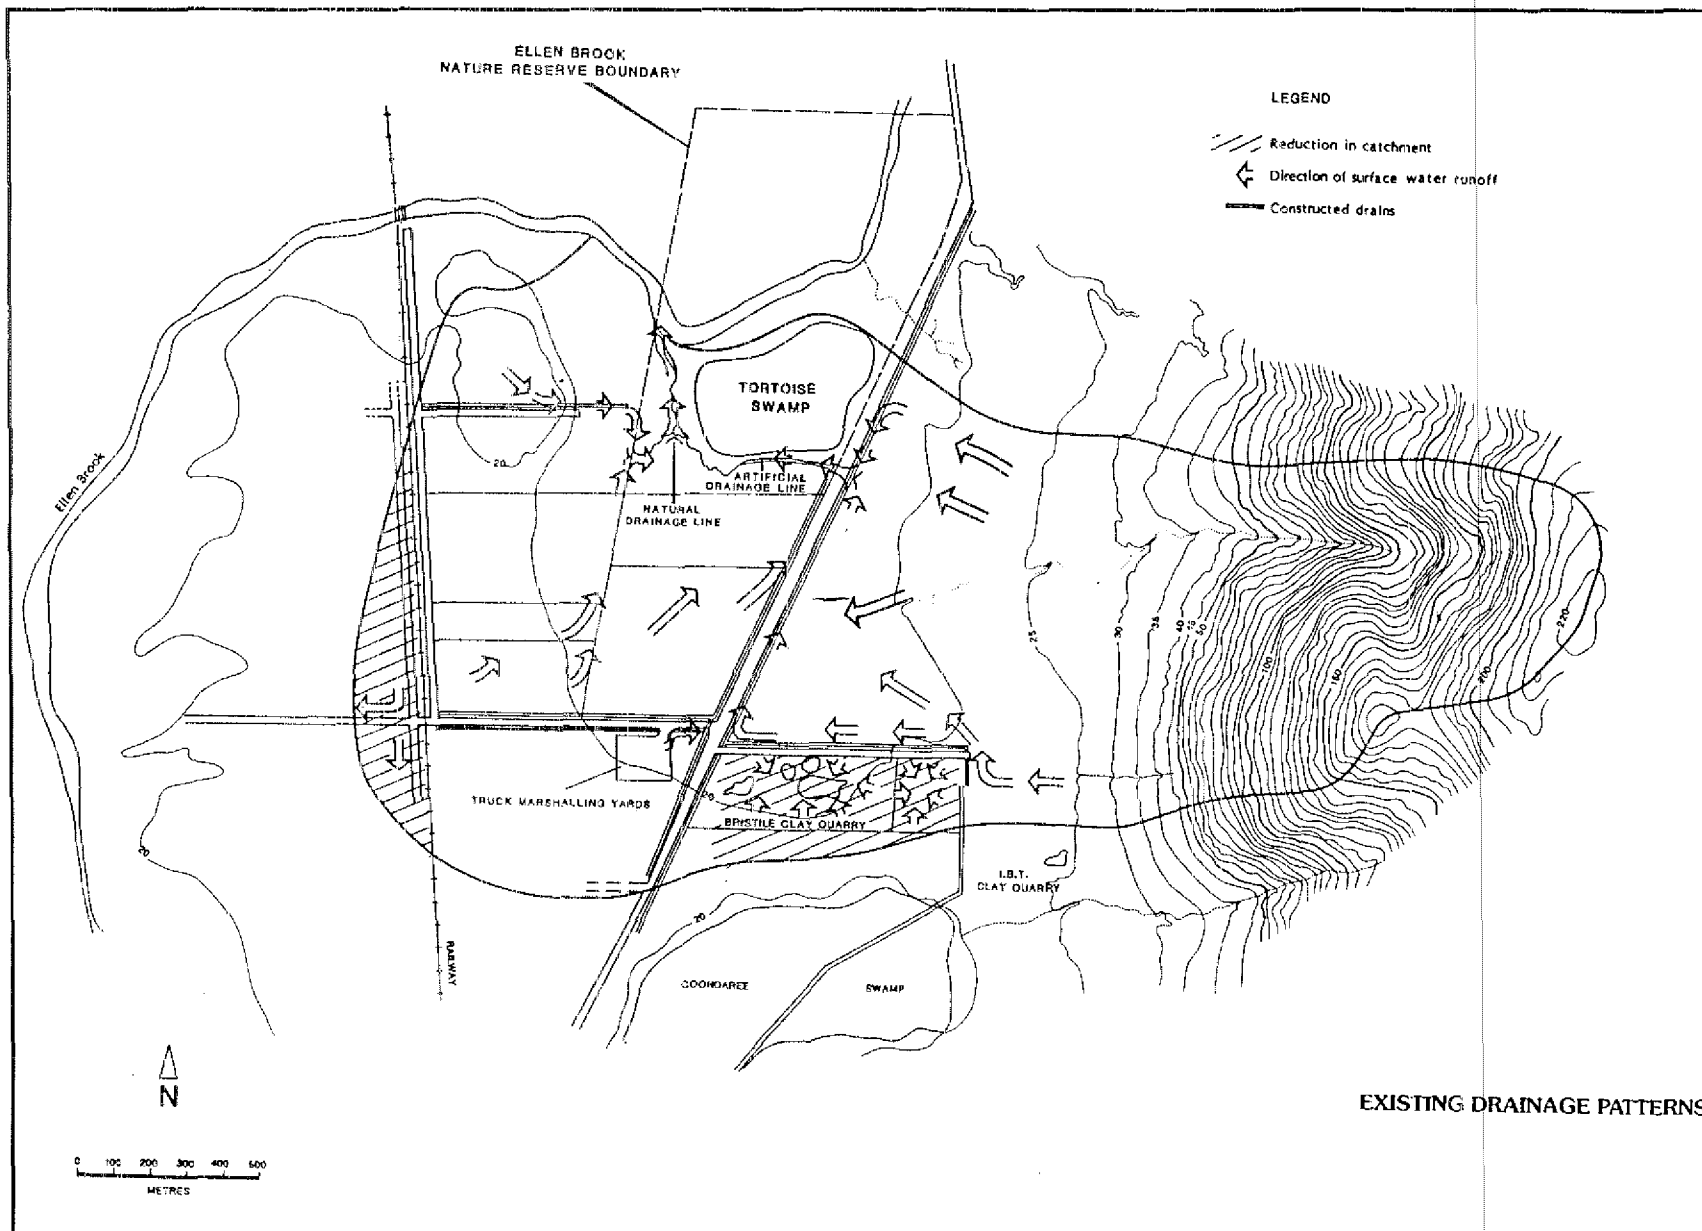 ELLEN BROOK
NATURE RESERVE BOUNDARY
LEGEND
Reduction in catchment
Direction of surface water runoff
Constructed drains
TORTOISE
SWAMP
Ellen Brook
20
ARTIFICIAL
DRAINAGE LINE
NATURAL
DRAINAGE LINE
25
30
35
40
45
50
100
150
200
220
TRUCK MARSHALLING YARDS
20
BRISTILE CLAY QUARRY
20
I.B.T.
CLAY QUARRY
20
RAILWAY
COONDAREE
SWAMP
N
EXISTING DRAINAGE PATTERNS
0 100 200 300 400 500
METRES